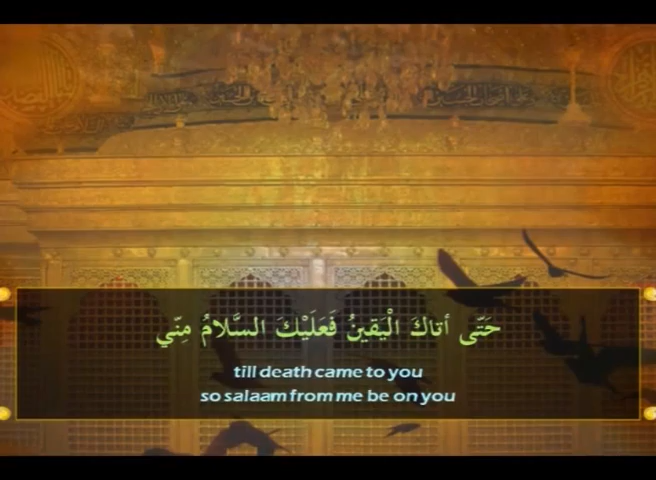 حَتّى أتاكَ الْيَقينُ فَعَلَيْكَ السَّلامُ مِنّي
till death came to you
so salaam from me be on you